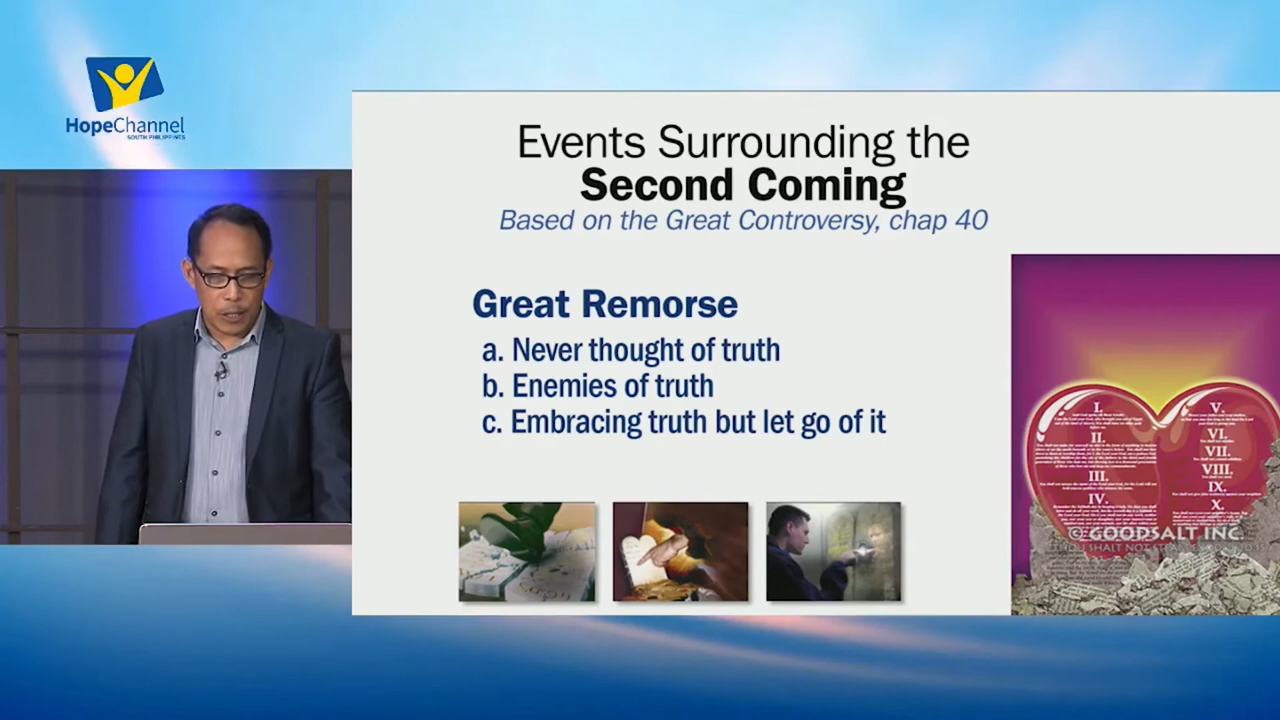 HopeChannel
SOUTH PHILIPPINES
Events Surrounding the
Second Coming
Based on the Great Controversy, chap 40
Great Remorse
a. Never thought of truth
b. Enemies of truth
c. Embracing truth but let go of it
I.
II.
III.
IV.
V.
VI.
VII.
VIII.
IX.
X.
© GOODSALT INC.